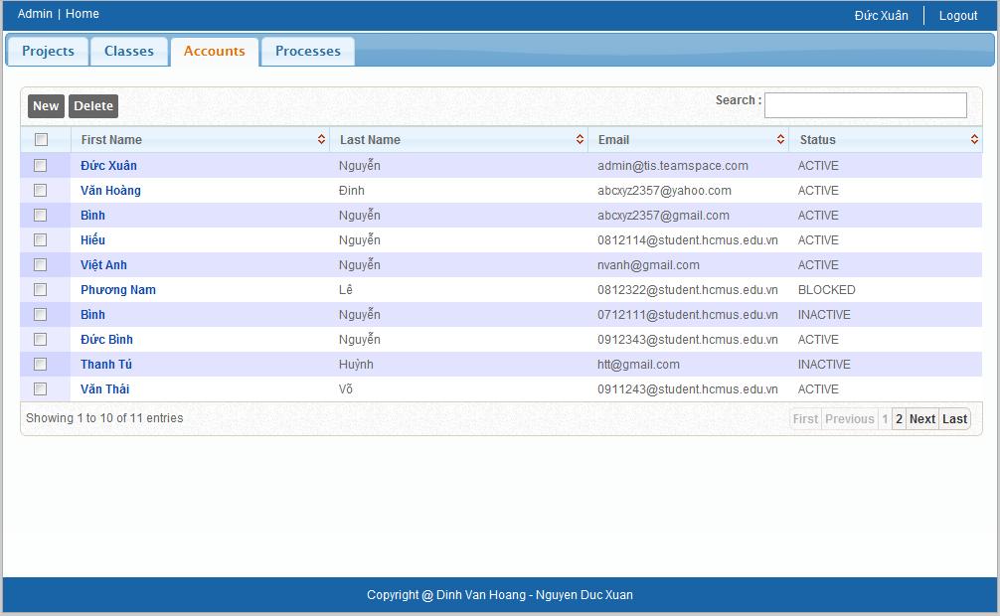 Admin | Home Đức Xuân Logout
Projects Classes Accounts Processes
New Delete Search :
First Name Last Name Email Status
Đức Xuân Nguyễn admin@tis.teamspace.com ACTIVE
Văn Hoàng Đinh abcxyz2357@yahoo.com ACTIVE
Bình Nguyễn abcxyz2357@gmail.com ACTIVE
Hiếu Nguyễn 0812114@student.hcmus.edu.vn ACTIVE
Việt Anh Nguyễn nvanh@gmail.com ACTIVE
Phương Nam Lê 0812322@student.hcmus.edu.vn BLOCKED
Bình Nguyễn 0712111@student.hcmus.edu.vn INACTIVE
Đức Bình Nguyễn 0912343@student.hcmus.edu.vn ACTIVE
Thanh Tú Huỳnh htt@gmail.com INACTIVE
Văn Thái Võ 0911243@student.hcmus.edu.vn ACTIVE
Showing 1 to 10 of 11 entries First Previous 1 2 Next Last
Copyright @ Dinh Van Hoang - Nguyen Duc Xuan